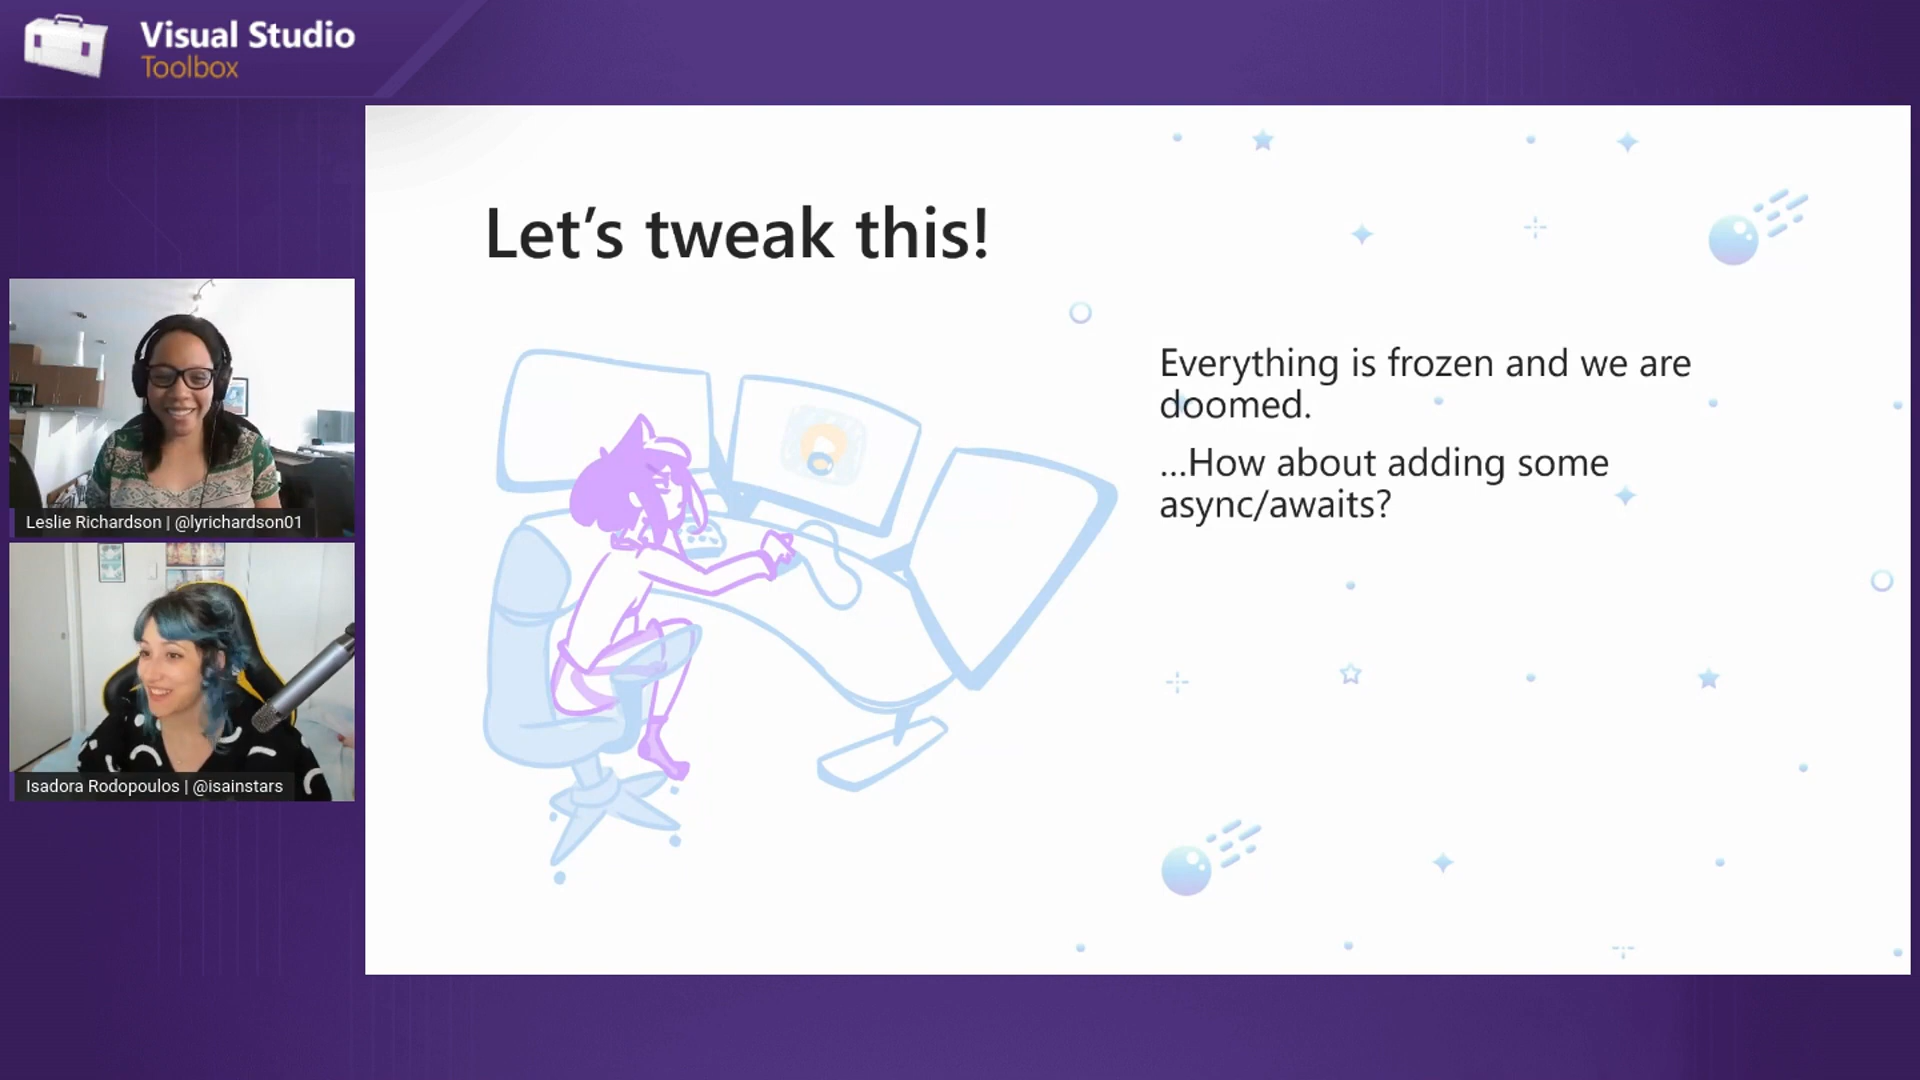 Visual Studio
Toolbox
Let's tweak this!
Everything is frozen and we are
doomed.
...How about adding some
async/awaits?
Leslie Richardson | @lyrichardson01
Isadora Rodopoulos | @isainstars